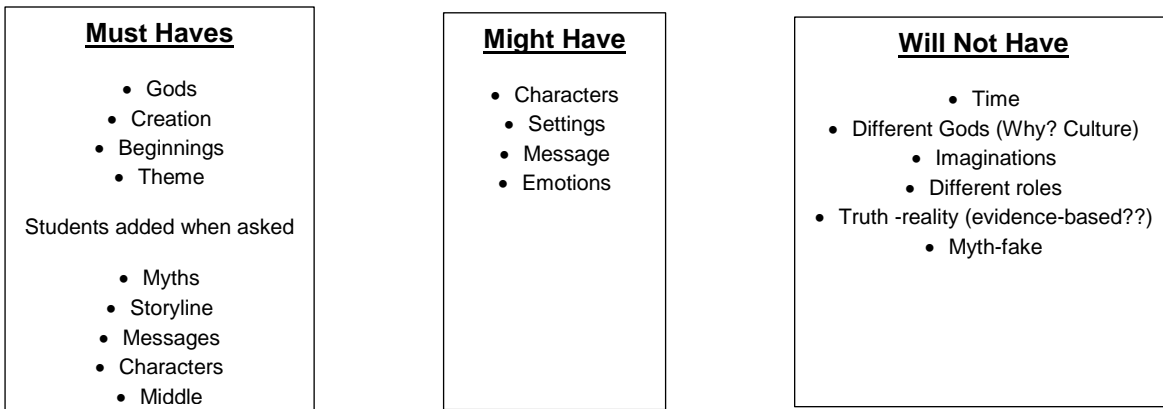 Must Haves
• Gods
• Creation
• Beginnings
• Theme
Students added when asked
• Myths
• Storyline
• Messages
• Characters
• Middle
Might Have
• Characters
• Settings
• Message
• Emotions
Will Not Have
• Time
• Different Gods (Why? Culture)
• Imaginations
• Different roles
• Truth -reality (evidence-based??)
• Myth-fake